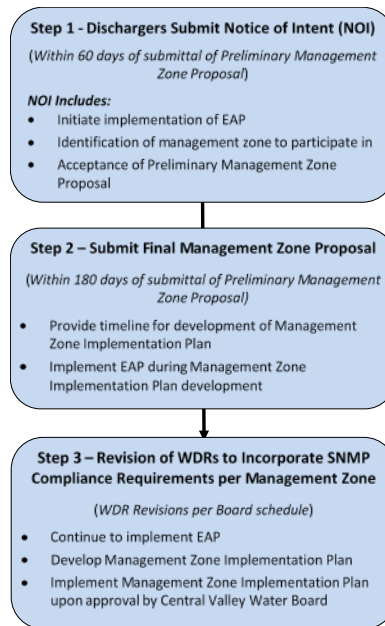 Step 1 - Dischargers Submit Notice of Intent (NOI)
(Within 60 days of submittal of Preliminary Management
Zone Proposal)
NOI Includes:
• Initiate implementation of EAP
• Identification of management zone to participate in
• Acceptance of Preliminary Management Zone
Proposal
Step 2 – Submit Final Management Zone Proposal
(Within 180 days of submittal of Preliminary Management
Zone Proposal)
• Provide timeline for development of Management
Zone Implementation Plan
• Implement EAP during Management Zone
Implementation Plan development
Step 3 – Revision of WDRs to Incorporate SNMP
Compliance Requirements per Management Zone
(WDR Revisions per Board schedule)
• Continue to implement EAP
• Develop Management Zone Implementation Plan
• Implement Management Zone Implementation Plan
upon approval by Central Valley Water Board